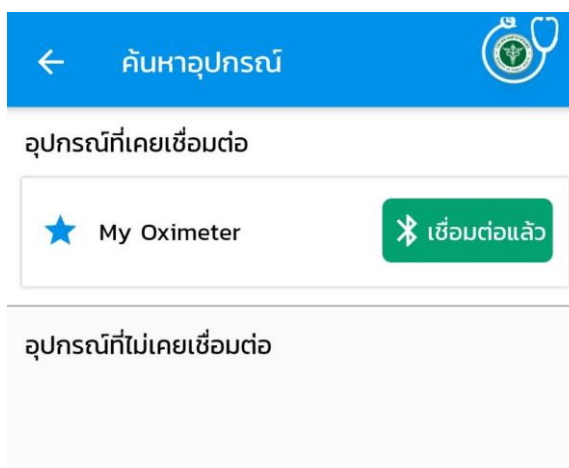 ค้นหาอุปกรณ์
อุปกรณ์ที่เคยเชื่อมต่อ
My Oximeter
เชื่อมต่อแล้ว
อุปกรณ์ที่ไม่เคยเชื่อมต่อ